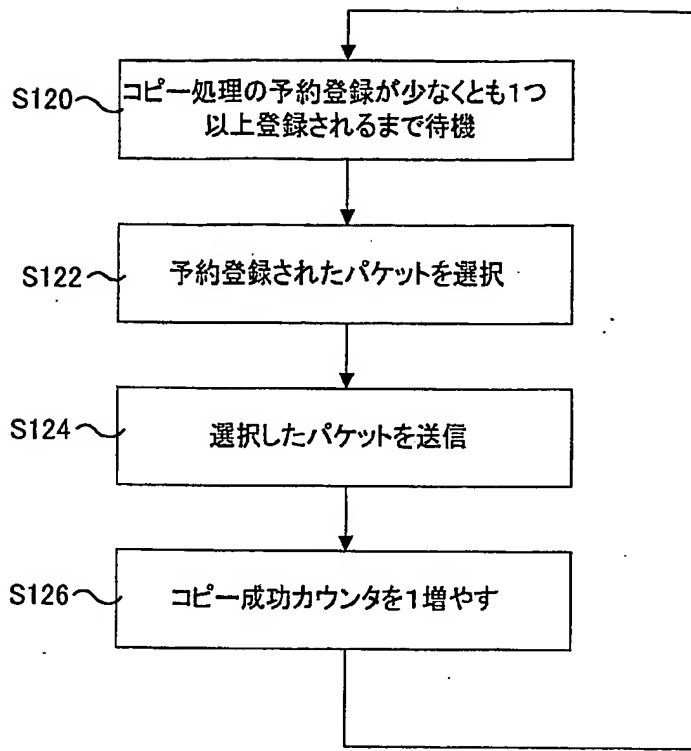 S120
コピー処理の予約登録が少なくとも1つ
以上登録されるまで待機
S122
予約登録されたパケットを選択
S124
選択したパケットを送信
S126
コピー成功カウンタを1増やす